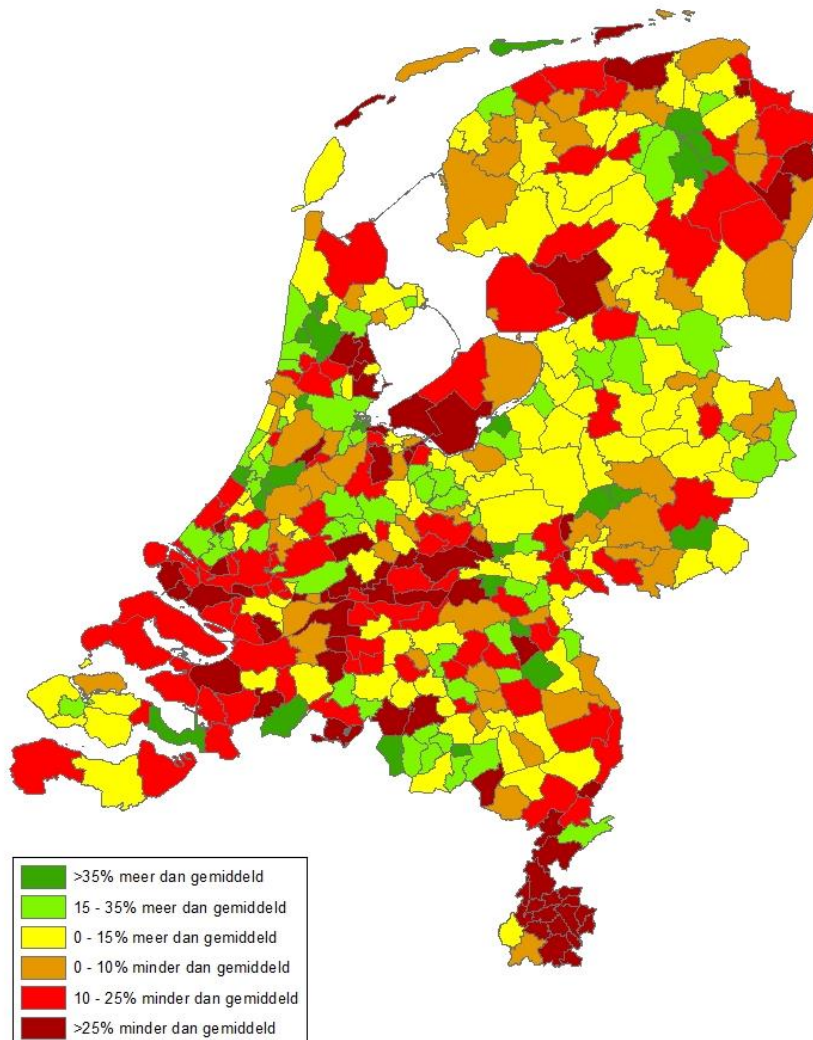 >35% meer dan gemiddeld
15 - 35% meer dan gemiddeld
0 - 15% meer dan gemiddeld
0 - 10% minder dan gemiddeld
10 - 25% minder dan gemiddeld
>25% minder dan gemiddeld